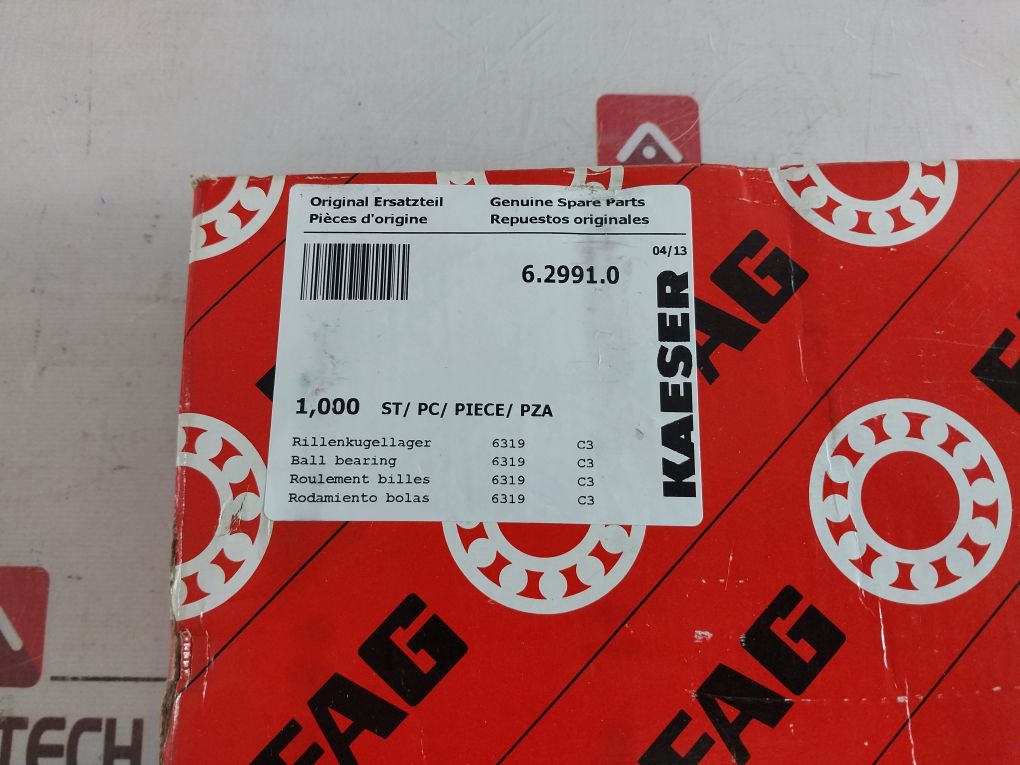 Original Ersatzteil Genuine Spare Parts
Pièces d'origine Repuestos originales
04/13
6.2991.0
KAESER
1,000 ST/ PC/ PIECE/ PZA
Rillenkugellager 6319 C3
Ball bearing 6319 C3
Roulement billes 6319 C3
Rodamiento bolas 6319 C3
FAG
FAG
FAG
TECH